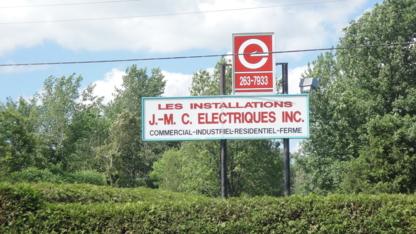 263-7933
LES INSTALLATIONS
J.-M. C. ELECTRIQUES INC.
COMMERCIAL-INDUSTRIEL-RESIDENTIEL-FERME